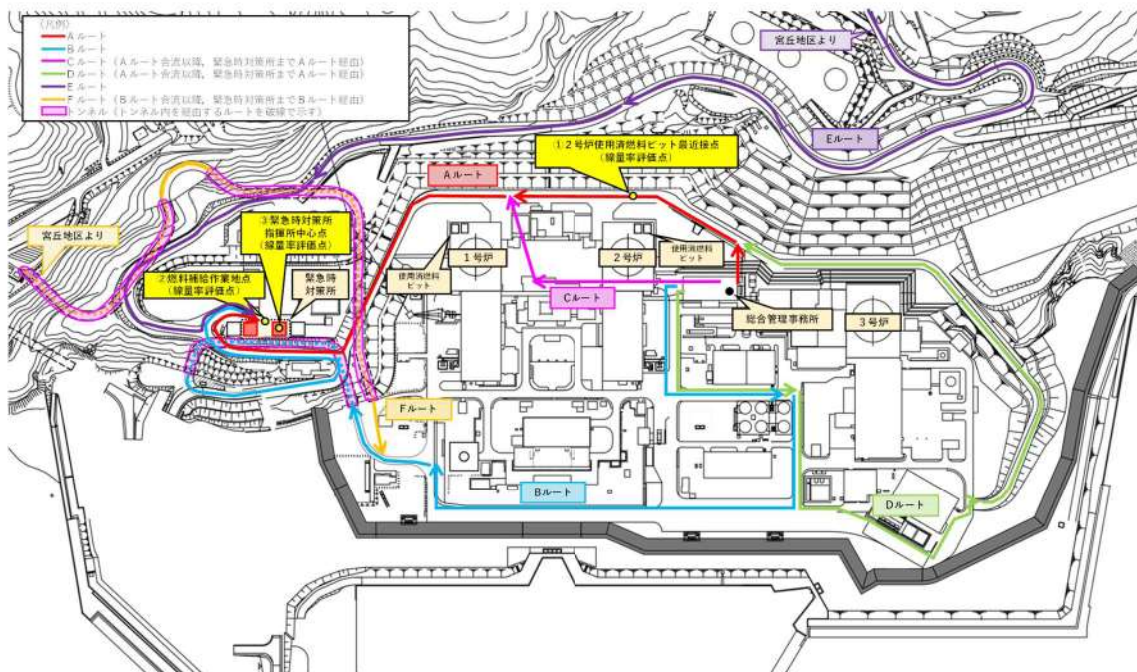 （凡例）
Aルート
Bルート
Cルート（Aルート合流以降，緊急時対策所までAルート経由）
Dルート（Aルート合流以降，緊急時対策所までAルート経由）
Eルート
Fルート（Bルート合流以降，緊急時対策所までBルート経由）
トンネル（トンネル内を経由するルートを破線で示す）
宮丘地区より
Eルート
①2号炉使用済燃料ピット最近接点
（線量率評価点）
Aルート
③緊急時対策所
指揮所中心点
（線量率評価点）
宮丘地区より
②燃料補給作業地点
（線量率評価点）
緊急時
対策所
使用済燃料
ピット
1号炉
2号炉
使用済燃料
ピット
Cルート
総合管理事務所
3号炉
Fルート
Bルート
Dルート